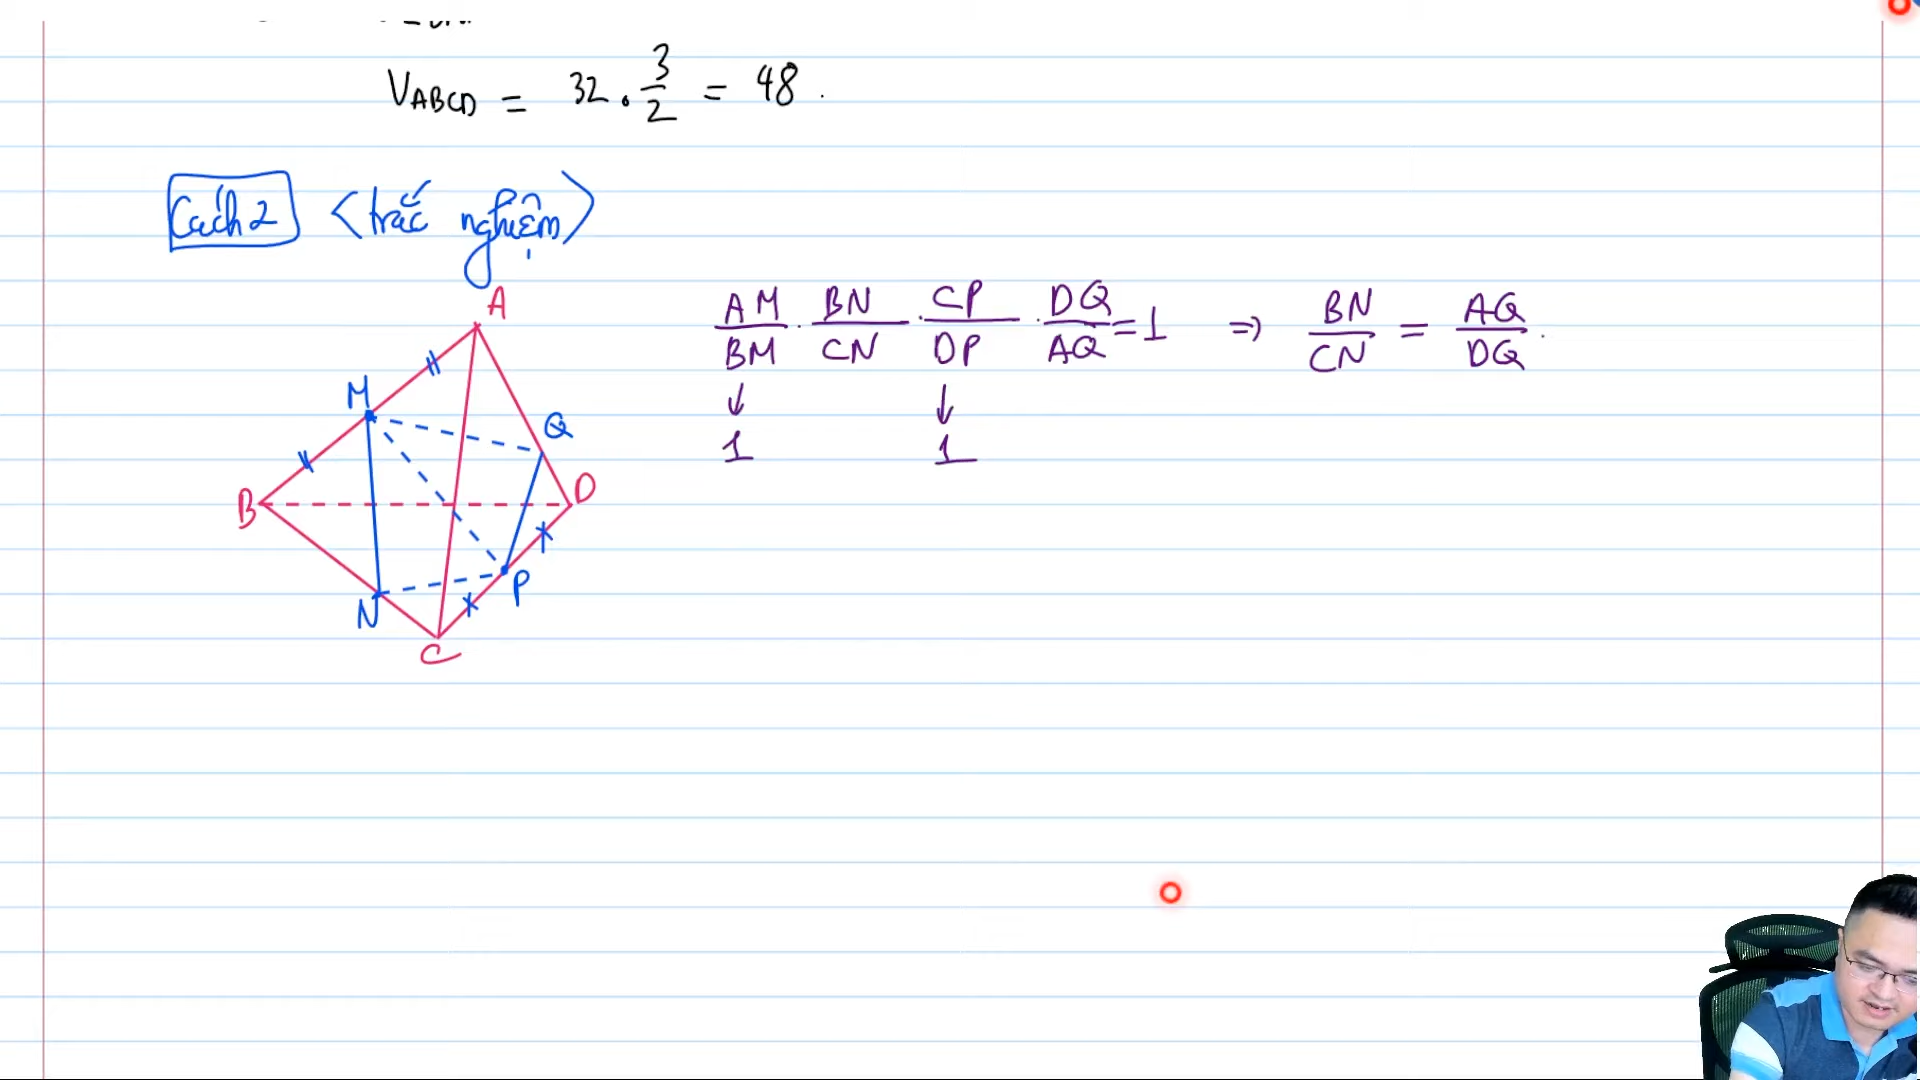 V_ABCD = 32 . 3/2 = 48 .
Cách 2 < trắc nghiệm >
AM/BM . BN/CN . CP/DP . DQ/AQ = 1 ⇒ BN/CN = AQ/DQ .
↓ ↓
1 1
A
M
Q
B
D
P
N
C